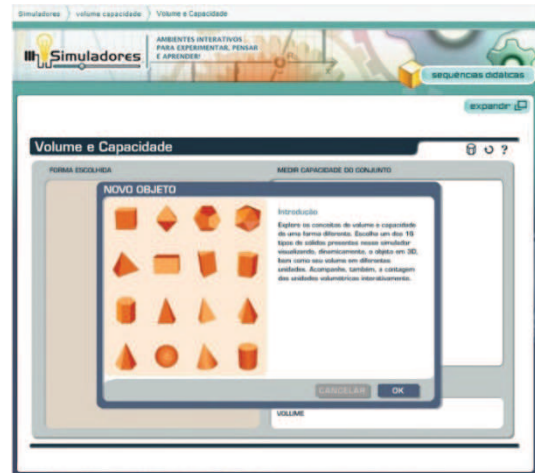 Simuladores volume capacidade Volume e Capacidade
Simuladores
AMBIENTES INTERATIVOS
PARA EXPERIMENTAR, PENSAR
E APRENDER!
sequências didáticas
expandir
Volume e Capacidade
?
FORMA ESCOLHIDA
MEDIR CAPACIDADE DO CONJUNTO
NOVO OBJETO
Introdução
Explore os conceitos de volume e capacidade
de uma forma diferente. Escolha um dos 16
tipos de sólidos presentes nesse simulador
visualizando, dinamicamente, o objeto em 3D,
bem como seu volume em diferentes
unidades. Acompanhe, também, a contagem
das unidades volumétricas interativamente.
CANCELAR
OK
VOLUME